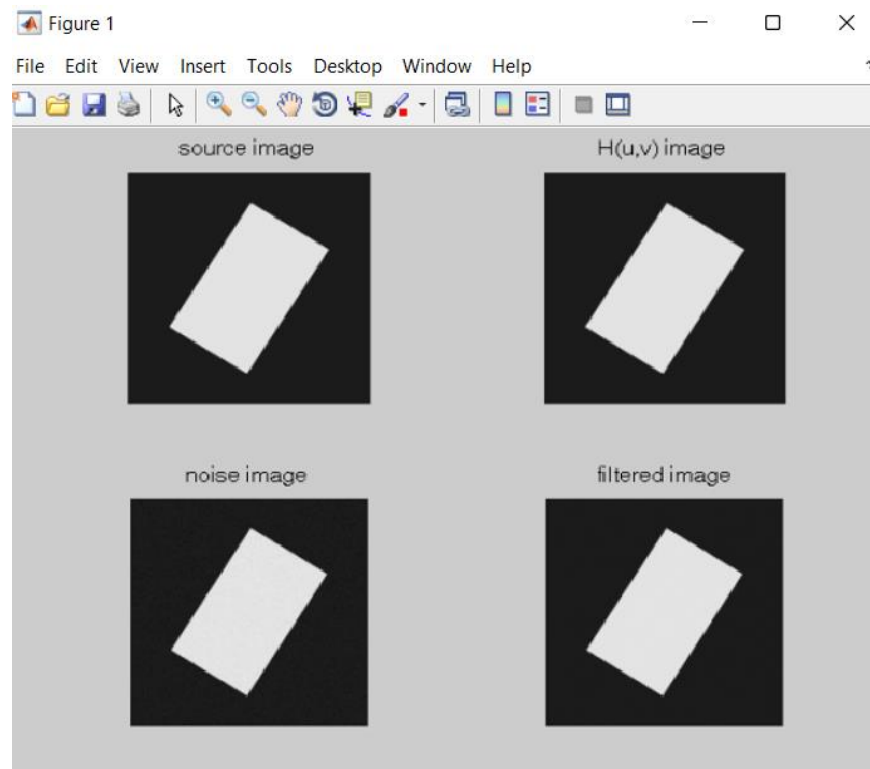 Figure 1
File Edit View Insert Tools Desktop Window Help
source image
H(u,v) image
noise image
filtered image